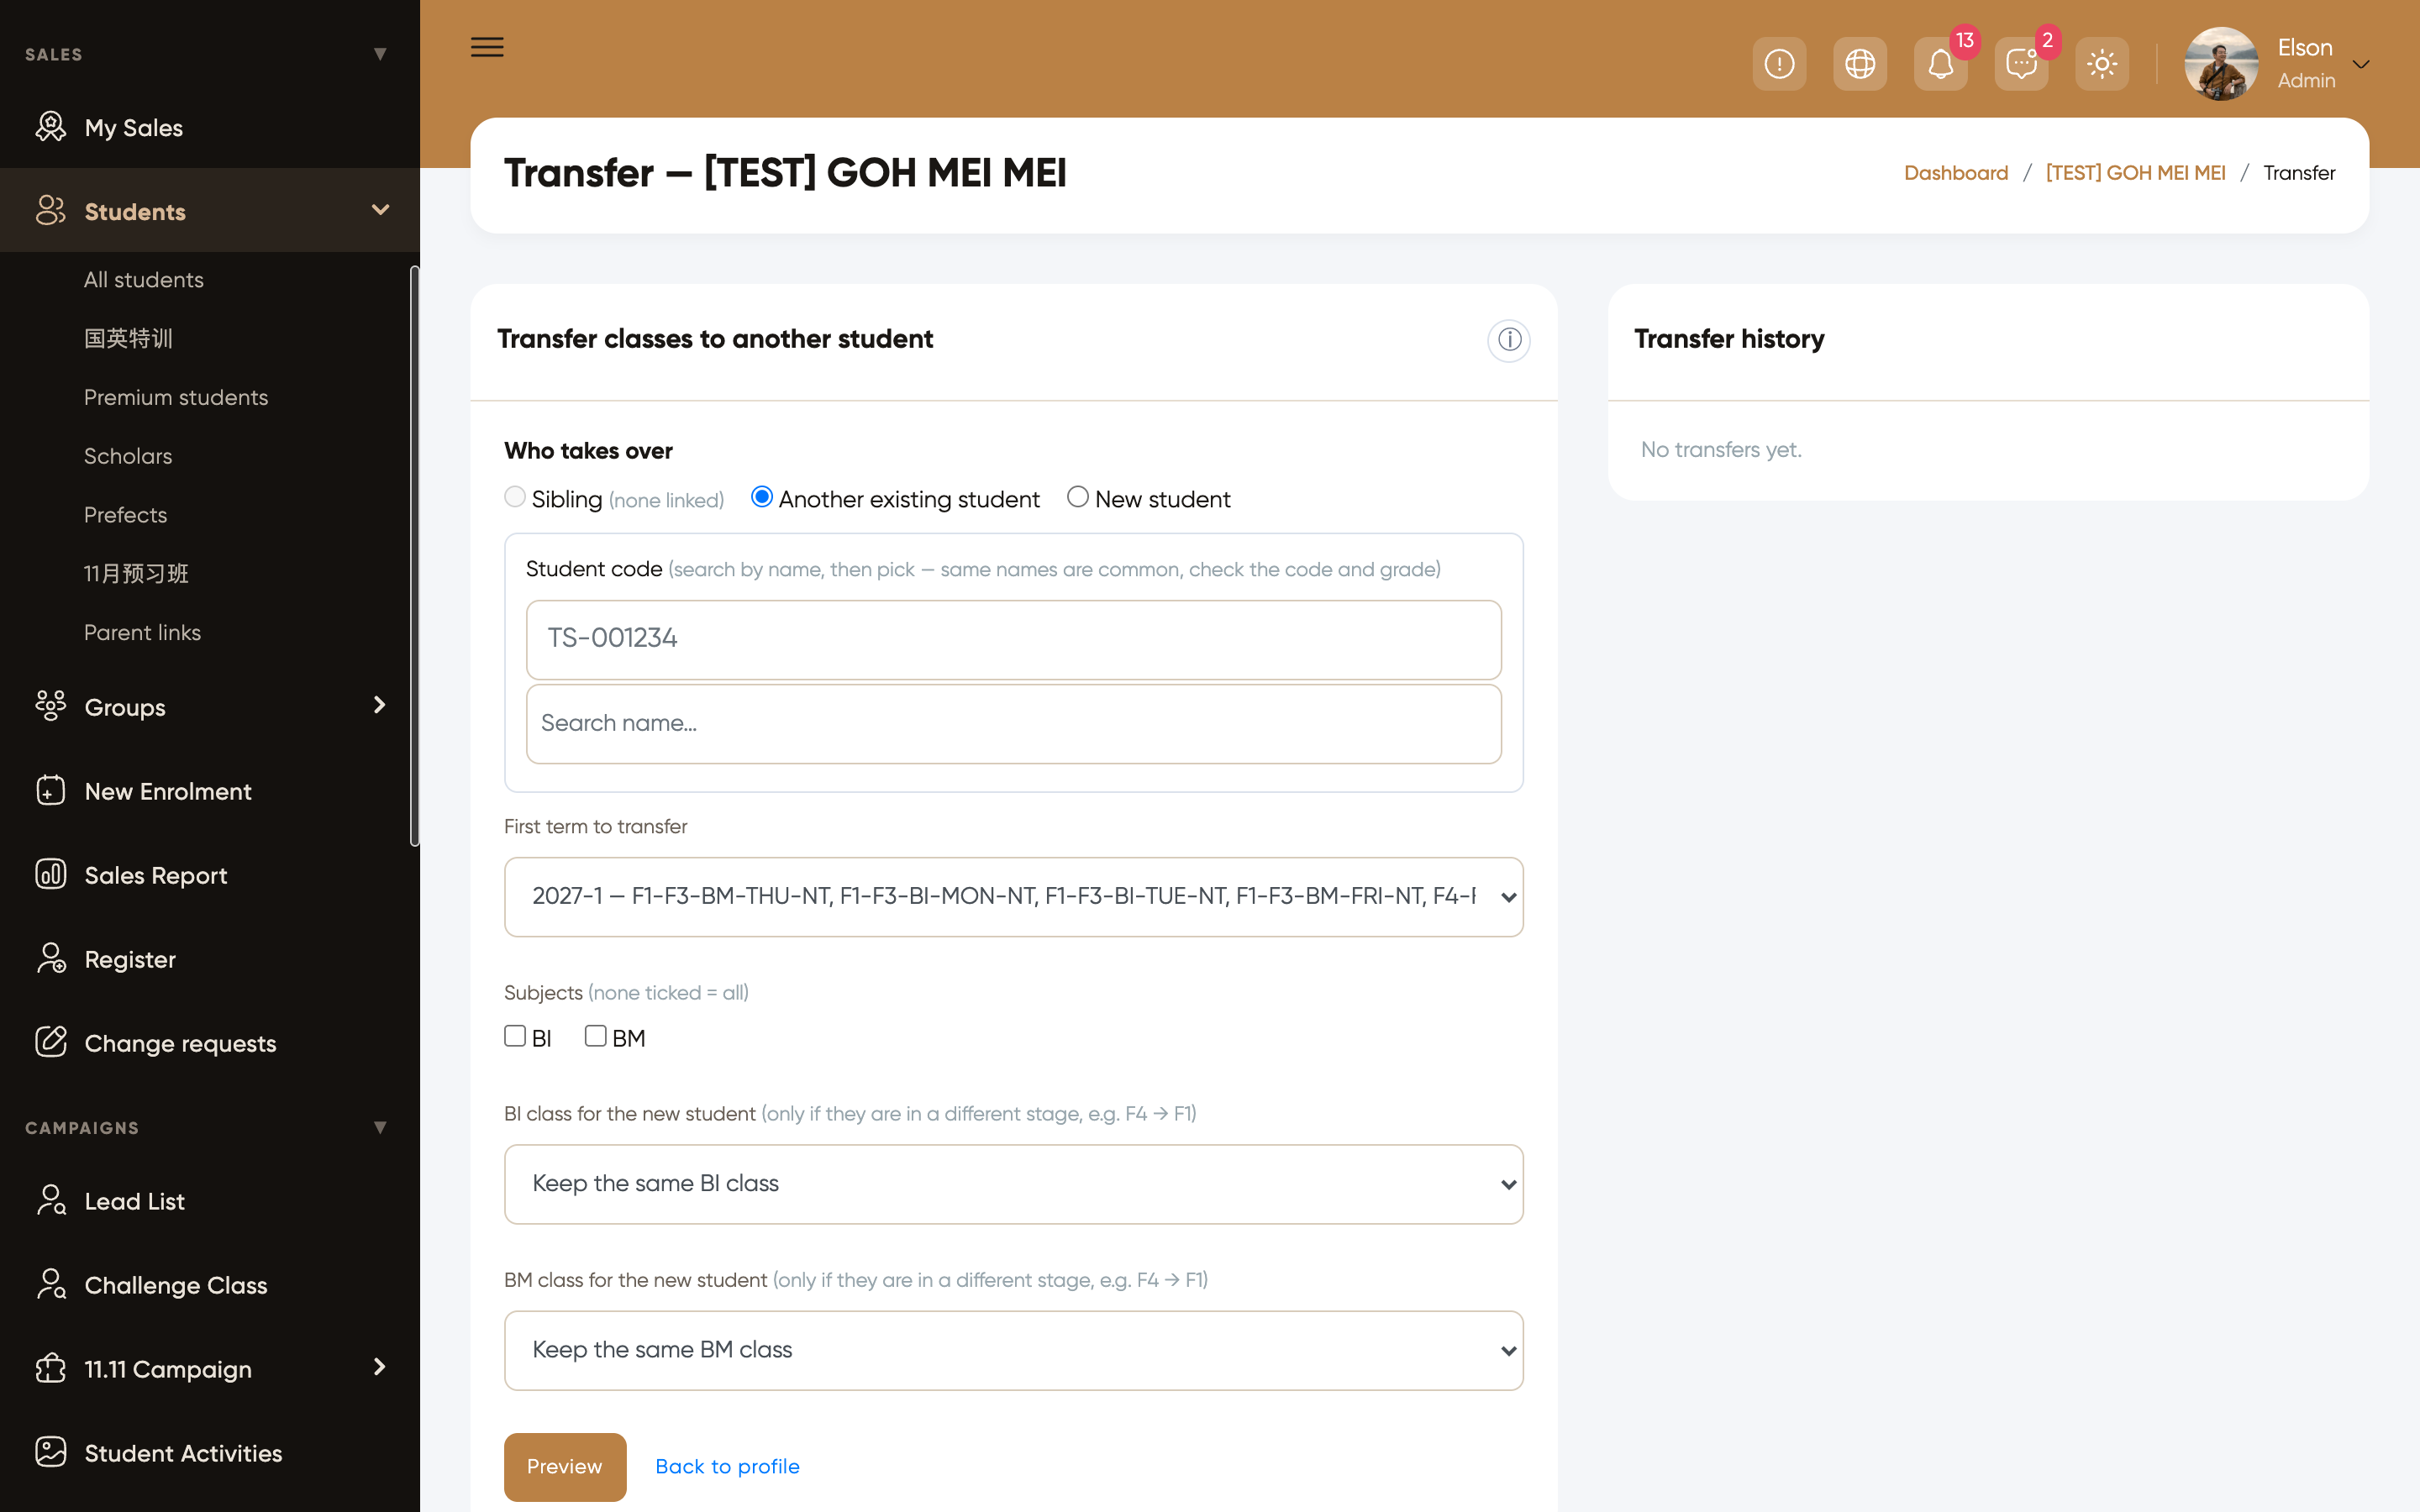 SALES
My Sales
Students
All students
国英特训
Premium students
Scholars
Prefects
11月预习班
Parent links
Groups
New Enrolment
Sales Report
Register
Change requests
CAMPAIGNS
Lead List
Challenge Class
11.11 Campaign
Student Activities
13
2
Elson
Admin
Transfer — [TEST] GOH MEI MEI
Dashboard / [TEST] GOH MEI MEI / Transfer
Transfer classes to another student
Who takes over
Sibling (none linked) Another existing student New student
Student code (search by name, then pick — same names are common, check the code and grade)
TS-001234
Search name...
First term to transfer
2027-1 — F1-F3-BM-THU-NT, F1-F3-BI-MON-NT, F1-F3-BI-TUE-NT, F1-F3-BM-FRI-NT, F4-F
Subjects (none ticked = all)
BI BM
BI class for the new student (only if they are in a different stage, e.g. F4 → F1)
Keep the same BI class
BM class for the new student (only if they are in a different stage, e.g. F4 → F1)
Keep the same BM class
Preview Back to profile
Transfer history
No transfers yet.